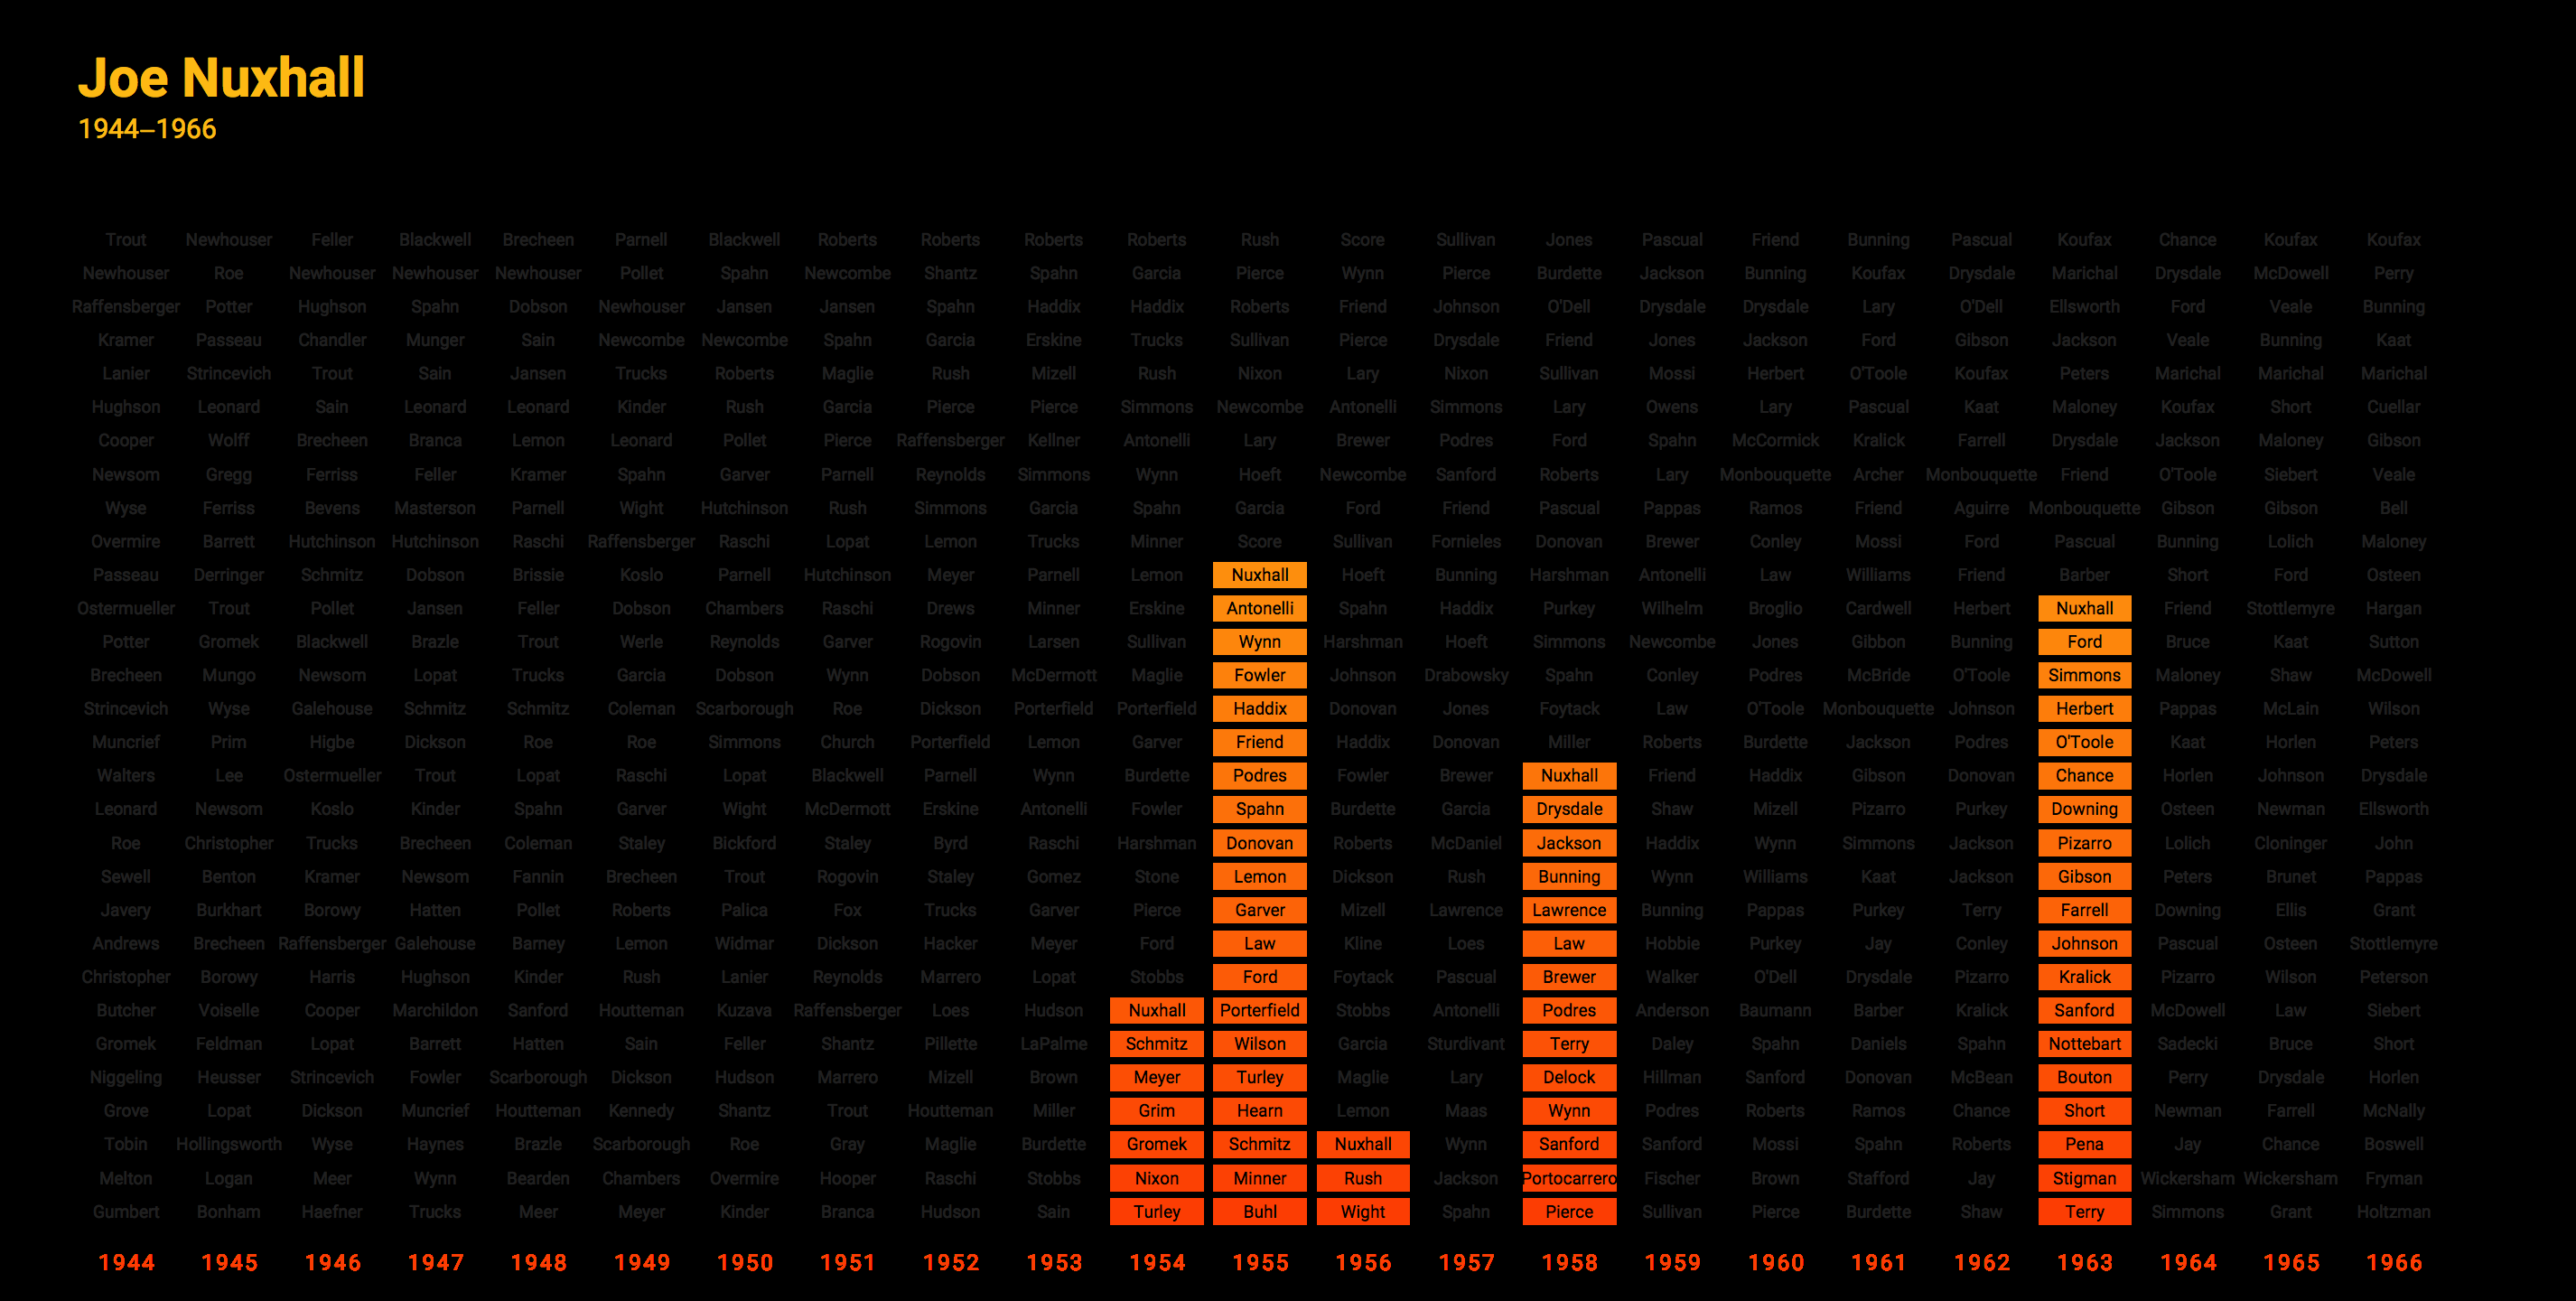 Joe Nuxhall
1944–1966
Trout Newhouser Feller Blackwell Brecheen Parnell Blackwell Roberts Roberts Roberts Roberts Rush Score Sullivan Jones Pascual Friend Bunning Pascual Koufax Chance Koufax Koufax
Newhouser Roe Newhouser Newhouser Newhouser Pollet Spahn Newcombe Shantz Spahn Garcia Pierce Wynn Pierce Burdette Jackson Bunning Koufax Drysdale Marichal Drysdale McDowell Perry
Raffensberger Potter Hughson Spahn Dobson Newhouser Jansen Jansen Spahn Haddix Haddix Roberts Friend Johnson O'Dell Drysdale Drysdale Lary O'Dell Ellsworth Ford Veale Bunning
Kramer Passeau Chandler Munger Sain Newcombe Newcombe Spahn Garcia Erskine Trucks Sullivan Pierce Drysdale Friend Jones Jackson Ford Gibson Jackson Veale Bunning Kaat
Lanier Strincevich Trout Sain Jansen Trucks Roberts Maglie Rush Mizell Rush Nixon Lary Nixon Sullivan Mossi Herbert O'Toole Koufax Peters Marichal Marichal Marichal
Hughson Leonard Sain Leonard Leonard Kinder Rush Garcia Pierce Pierce Simmons Newcombe Antonelli Simmons Lary Owens Lary Pascual Kaat Maloney Koufax Short Cuellar
Cooper Wolff Brecheen Branca Lemon Leonard Pollet Pierce Raffensberger Kellner Antonelli Lary Brewer Podres Ford Spahn McCormick Kralick Farrell Drysdale Jackson Maloney Gibson
Newsom Gregg Ferriss Feller Kramer Spahn Garver Parnell Reynolds Simmons Wynn Hoeft Newcombe Sanford Roberts Lary Monbouquette Archer Monbouquette Friend O'Toole Siebert Veale
Wyse Ferriss Bevens Masterson Parnell Wight Hutchinson Rush Simmons Garcia Spahn Garcia Ford Friend Pascual Pappas Ramos Friend Aguirre Monbouquette Gibson Gibson Bell
Overmire Barrett Hutchinson Hutchinson Raschi Raffensberger Raschi Lopat Lemon Trucks Minner Score Sullivan Fornieles Donovan Brewer Conley Mossi Ford Pascual Bunning Lolich Maloney
Passeau Derringer Schmitz Dobson Brissie Koslo Parnell Hutchinson Meyer Parnell Lemon Nuxhall Hoeft Bunning Harshman Antonelli Law Williams Friend Barber Short Ford Osteen
Ostermueller Trout Pollet Jansen Feller Dobson Chambers Raschi Drews Minner Erskine Antonelli Spahn Haddix Purkey Wilhelm Broglio Cardwell Herbert Nuxhall Friend Stottlemyre Hargan
Potter Gromek Blackwell Brazle Trout Werle Reynolds Garver Rogovin Larsen Sullivan Wynn Harshman Hoeft Simmons Newcombe Jones Gibbon Bunning Ford Bruce Kaat Sutton
Brecheen Mungo Newsom Lopat Trucks Garcia Dobson Wynn Dobson McDermott Maglie Fowler Johnson Drabowsky Spahn Conley Podres McBride O'Toole Simmons Maloney Shaw McDowell
Strincevich Wyse Galehouse Schmitz Schmitz Coleman Scarborough Roe Dickson Porterfield Porterfield Haddix Donovan Jones Foytack Law O'Toole Monbouquette Johnson Herbert Pappas McLain Wilson
Muncrief Prim Higbe Dickson Roe Roe Simmons Church Porterfield Lemon Garver Friend Haddix Donovan Miller Roberts Burdette Jackson Podres O'Toole Kaat Horlen Peters
Walters Lee Ostermueller Trout Lopat Raschi Lopat Blackwell Parnell Wynn Burdette Podres Fowler Brewer Nuxhall Friend Haddix Gibson Donovan Chance Horlen Johnson Drysdale
Leonard Newsom Koslo Kinder Spahn Garver Wight McDermott Erskine Antonelli Fowler Spahn Burdette Garcia Drysdale Shaw Mizell Pizarro Purkey Downing Osteen Newman Ellsworth
Roe Christopher Trucks Brecheen Coleman Staley Bickford Staley Byrd Raschi Harshman Donovan Roberts McDaniel Jackson Haddix Wynn Simmons Jackson Pizarro Lolich Cloninger John
Sewell Benton Kramer Newsom Fannin Brecheen Trout Rogovin Staley Gomez Stone Lemon Dickson Rush Bunning Wynn Williams Kaat Jackson Gibson Peters Brunet Pappas
Javery Burkhart Borowy Hatten Pollet Roberts Palica Fox Trucks Garver Pierce Garver Mizell Lawrence Lawrence Bunning Pappas Purkey Terry Farrell Downing Ellis Grant
Andrews Brecheen Raffensberger Galehouse Barney Lemon Widmar Dickson Hacker Meyer Ford Law Kline Loes Law Hobbie Purkey Jay Conley Johnson Pascual Osteen Stottlemyre
Christopher Borowy Harris Hughson Kinder Rush Lanier Reynolds Marrero Lopat Stobbs Ford Foytack Pascual Brewer Walker O'Dell Drysdale Pizarro Kralick Pizarro Wilson Peterson
Butcher Voiselle Cooper Marchildon Sanford Houtteman Kuzava Raffensberger Loes Hudson Nuxhall Porterfield Stobbs Antonelli Podres Anderson Baumann Barber Kralick Sanford McDowell Law Siebert
Gromek Feldman Lopat Barrett Hatten Sain Feller Shantz Pillette LaPalme Schmitz Wilson Garcia Sturdivant Terry Daley Spahn Daniels Spahn Nottebart Sadecki Bruce Short
Niggeling Heusser Strincevich Fowler Scarborough Dickson Hudson Marrero Mizell Brown Meyer Turley Maglie Lary Delock Hillman Sanford Donovan McBean Bouton Perry Drysdale Horlen
Grove Lopat Dickson Muncrief Houtteman Kennedy Shantz Trout Houtteman Miller Grim Hearn Lemon Maas Wynn Podres Roberts Ramos Chance Short Newman Farrell McNally
Tobin Hollingsworth Wyse Haynes Brazle Scarborough Roe Gray Maglie Burdette Gromek Schmitz Nuxhall Wynn Sanford Sanford Mossi Spahn Roberts Pena Jay Chance Boswell
Melton Logan Meer Wynn Bearden Chambers Overmire Hooper Raschi Stobbs Nixon Minner Rush Jackson Portocarrero Fischer Brown Stafford Jay Stigman Wickersham Wickersham Fryman
Gumbert Bonham Haefner Trucks Meer Meyer Kinder Branca Hudson Sain Turley Buhl Wight Spahn Pierce Sullivan Pierce Burdette Shaw Terry Simmons Grant Holtzman
1944 1945 1946 1947 1948 1949 1950 1951 1952 1953 1954 1955 1956 1957 1958 1959 1960 1961 1962 1963 1964 1965 1966